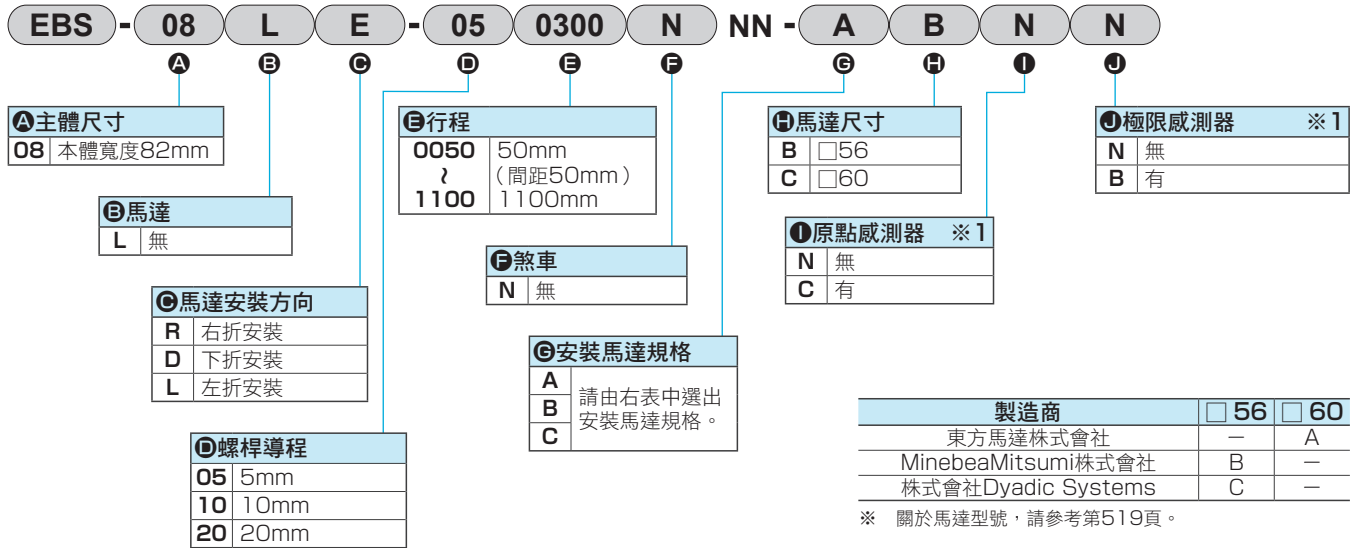 EBS - 08 L E - 05 0300 N NN - A B N N
Ⓐ Ⓑ Ⓒ Ⓓ Ⓔ Ⓕ Ⓖ Ⓗ Ⓘ Ⓙ
Ⓐ主體尺寸
08 本體寬度82mm
Ⓑ馬達
L 無
Ⓒ馬達安裝方向
R 右折安裝
D 下折安裝
L 左折安裝
Ⓓ螺桿導程
05 5mm
10 10mm
20 20mm
Ⓔ行程
0050 50mm
~ (間距50mm)
1100 1100mm
Ⓕ煞車
N 無
Ⓖ安裝馬達規格
A
B
C
請由右表中選出
安裝馬達規格。
Ⓗ馬達尺寸
B □56
C □60
Ⓘ原點感測器 ※1
N 無
C 有
Ⓙ極限感測器 ※1
N 無
B 有
製造商 □ 56 □ 60
東方馬達株式會社 － A
MinebeaMitsumi株式會社 B －
株式會社Dyadic Systems C －
※ 關於馬達型號，請參考第519頁。